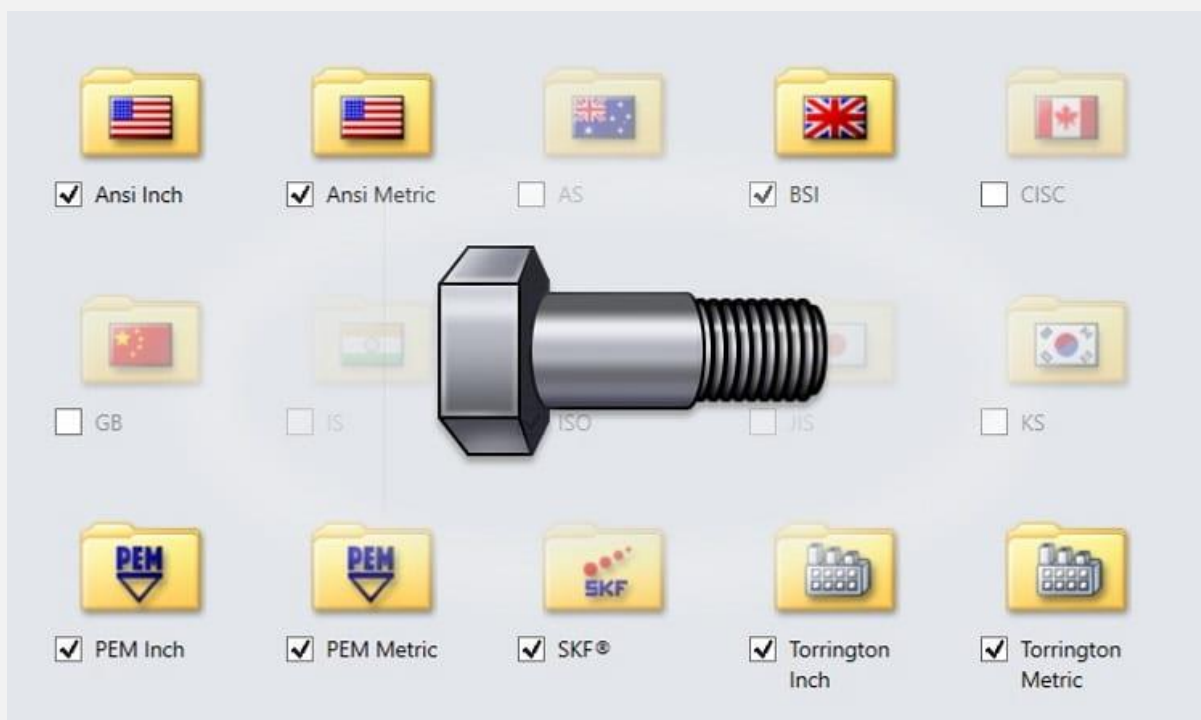 Ansi Inch
Ansi Metric
AS
BSI
CISC
GB
IS
ISO
JIS
KS
PEM
PEM
SKF
PEM Inch
PEM Metric
SKF®
Torrington
Inch
Torrington
Metric